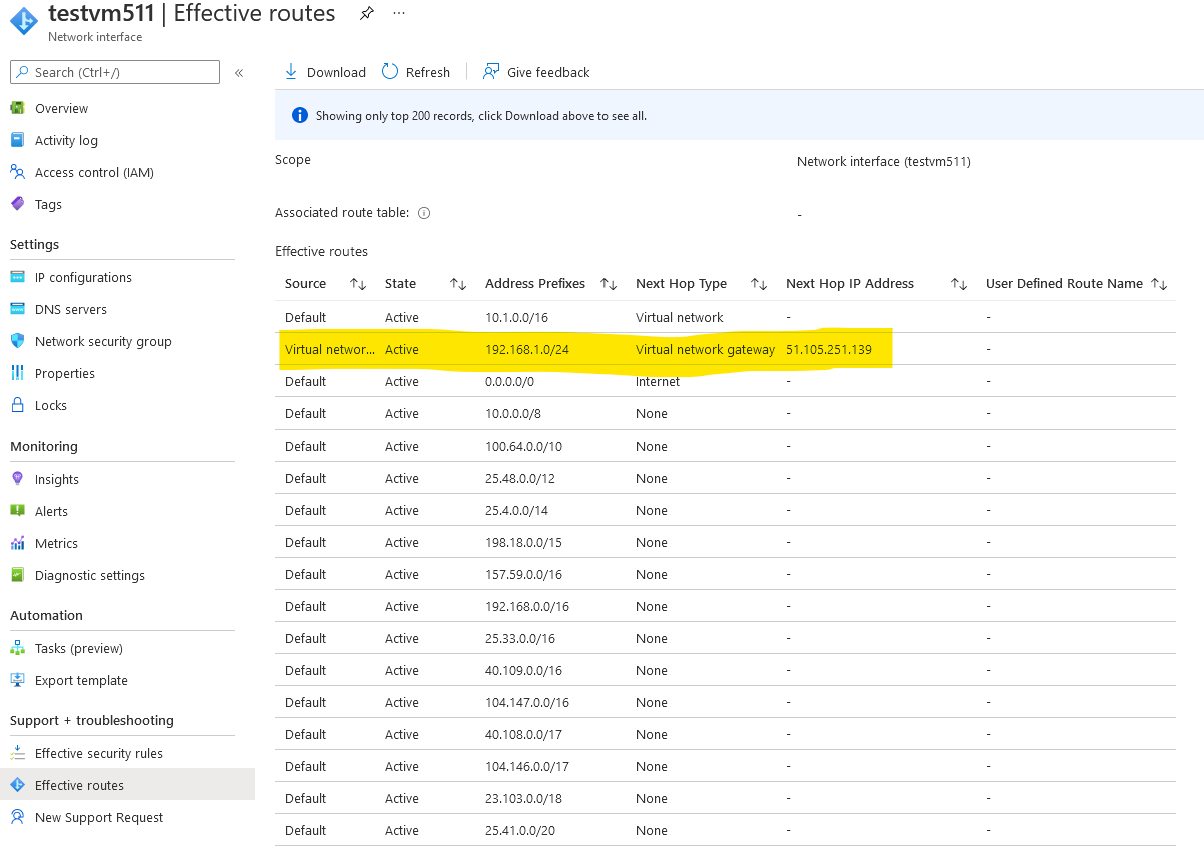 testvm511 | Effective routes
Network interface
Search (Ctrl+/)
Overview
Activity log
Access control (IAM)
Tags
Settings
IP configurations
DNS servers
Network security group
Properties
Locks
Monitoring
Insights
Alerts
Metrics
Diagnostic settings
Automation
Tasks (preview)
Export template
Support + troubleshooting
Effective security rules
Effective routes
New Support Request
Download Refresh Give feedback
Showing only top 200 records, click Download above to see all.
Scope Network interface (testvm511)
Associated route table: -
Effective routes
Source State Address Prefixes Next Hop Type Next Hop IP Address User Defined Route Name
Default Active 10.1.0.0/16 Virtual network - -
Virtual networ... Active 192.168.1.0/24 Virtual network gateway 51.105.251.139 -
Default Active 0.0.0.0/0 Internet - -
Default Active 10.0.0.0/8 None - -
Default Active 100.64.0.0/10 None - -
Default Active 25.48.0.0/12 None - -
Default Active 25.4.0.0/14 None - -
Default Active 198.18.0.0/15 None - -
Default Active 157.59.0.0/16 None - -
Default Active 192.168.0.0/16 None - -
Default Active 25.33.0.0/16 None - -
Default Active 40.109.0.0/16 None - -
Default Active 104.147.0.0/16 None - -
Default Active 40.108.0.0/17 None - -
Default Active 104.146.0.0/17 None - -
Default Active 23.103.0.0/18 None - -
Default Active 25.41.0.0/20 None - -